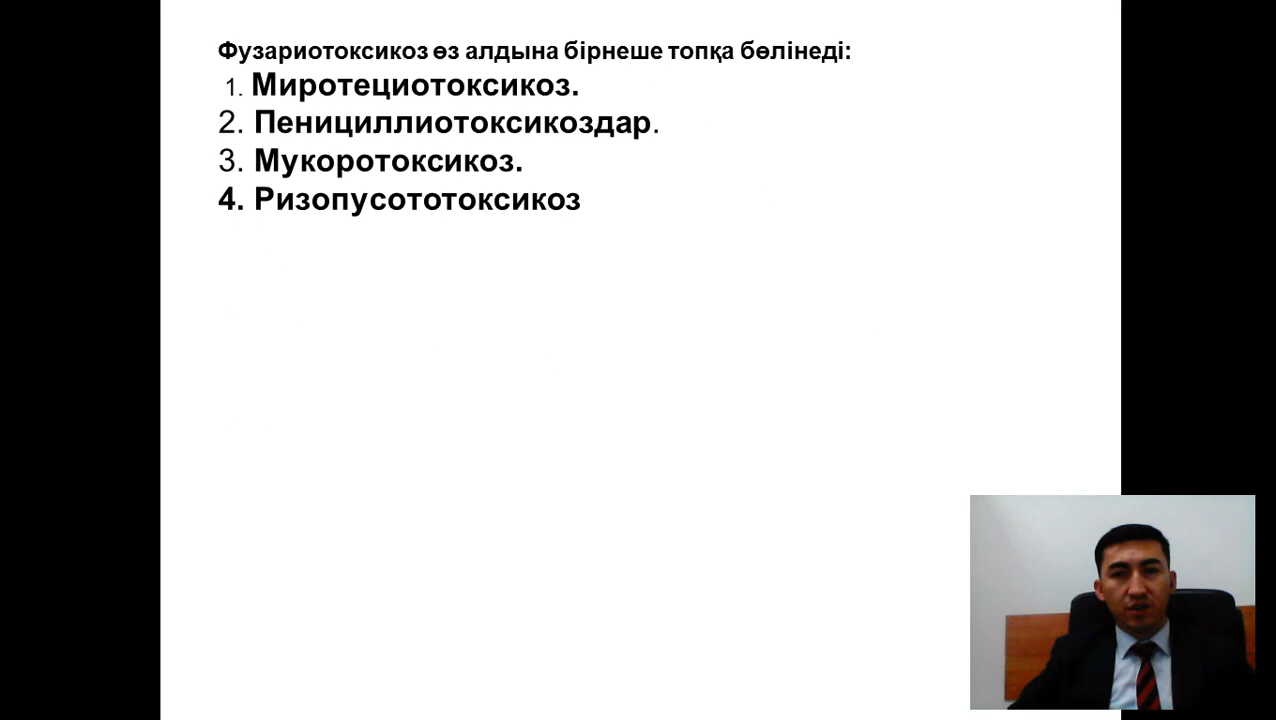 Фузариотоксикоз өз алдына бірнеше топқа бөлінеді:
1. Миротециотоксикоз.
2. Пенициллиотоксикоздар.
3. Мукоротоксикоз.
4. Ризопусототоксикоз